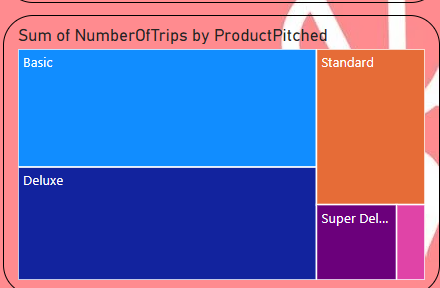 Sum of NumberOfTrips by ProductPitched
Basic
Standard
Deluxe
Super Del...